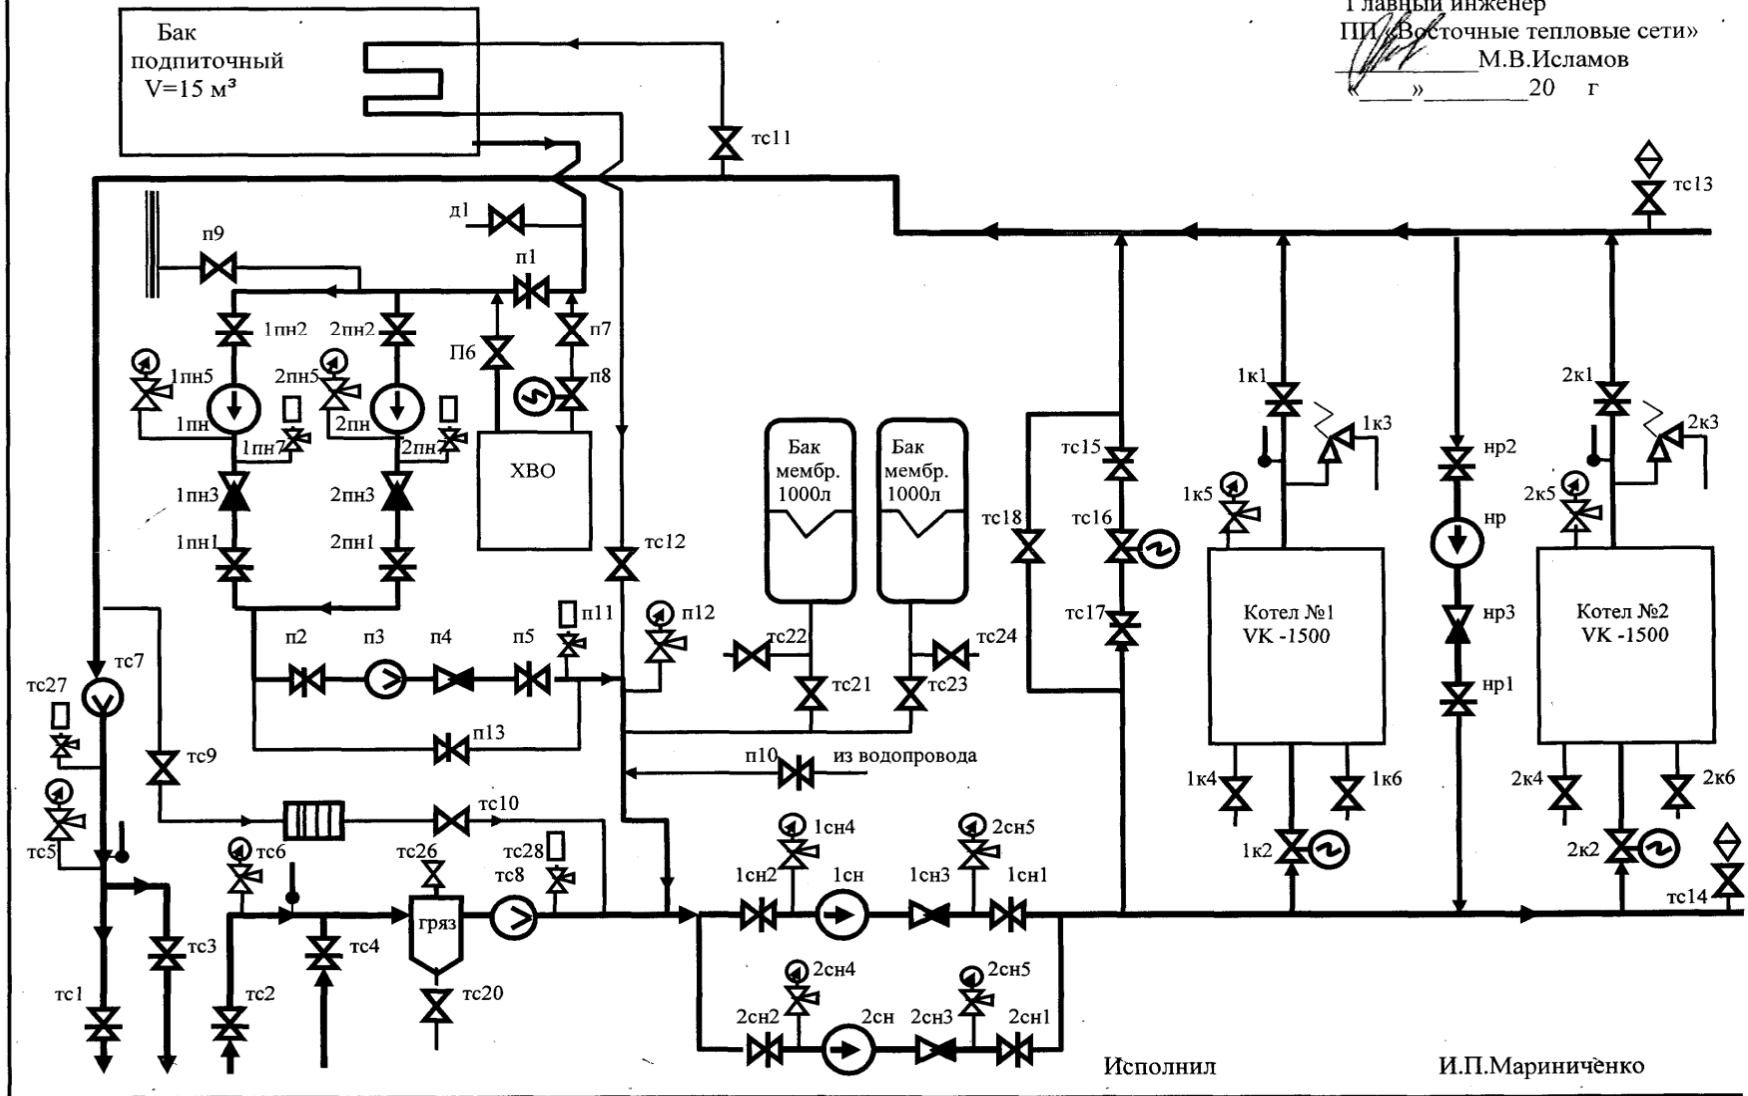 Главный инженер
ПП «Восточные тепловые сети»
М.В.Исламов
«____»_________20 г
Бак
подпиточный
V=15 м³
тс11
тс13
д1
п9
п1
1пн2
2пн2
п7
П6
п8
1пн5
2пн5
1пн
2пн
1пн7
2пн7
ХВО
1пн3
2пн3
1пн1
2пн1
тс12
Бак
мембр.
1000л
Бак
мембр.
1000л
тс15
тс18
тс16
тс17
1к1
1к3
1к5
нр2
нр
нр3
нр1
2к1
2к3
2к5
Котел №1
VK -1500
Котел №2
VK -1500
п2
п3
п4
п5
п11
п12
тс22
тс24
тс21
тс23
тс7
тс27
тс9
п13
п10
из водопровода
1к4
1к6
2к4
2к6
тс10
тс5
тс6
тс26
тс28
тс8
1сн4
2сн5
1к2
2к2
1сн2
1сн
1сн3
1сн1
тс14
гряз
тс3
тс4
тс1
тс2
тс20
2сн4
2сн5
2сн2
2сн
2сн3
2сн1
Исполнил
И.П.Мариниченко